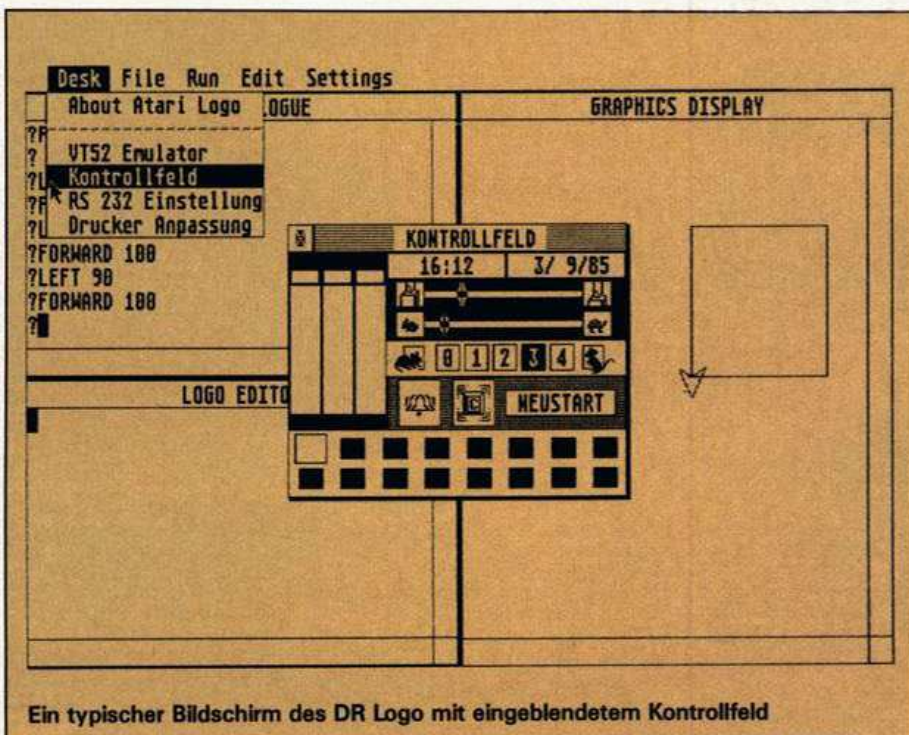 Desk File Run Edit Settings
About Atari Logo
VT52 Emulator
Kontrollfeld
RS 232 Einstellung
Drucker Anpassung
LOGUE
?F
?
?L
?F
?L
?FORWARD 100
?LEFT 90
?FORWARD 100
?
GRAPHICS DISPLAY
KONTROLLFELD
16:12 3/ 9/85
0 1 2 3 4
C NEUSTART
LOGO EDITO
Ein typischer Bildschirm des DR Logo mit eingeblendetem Kontrollfeld